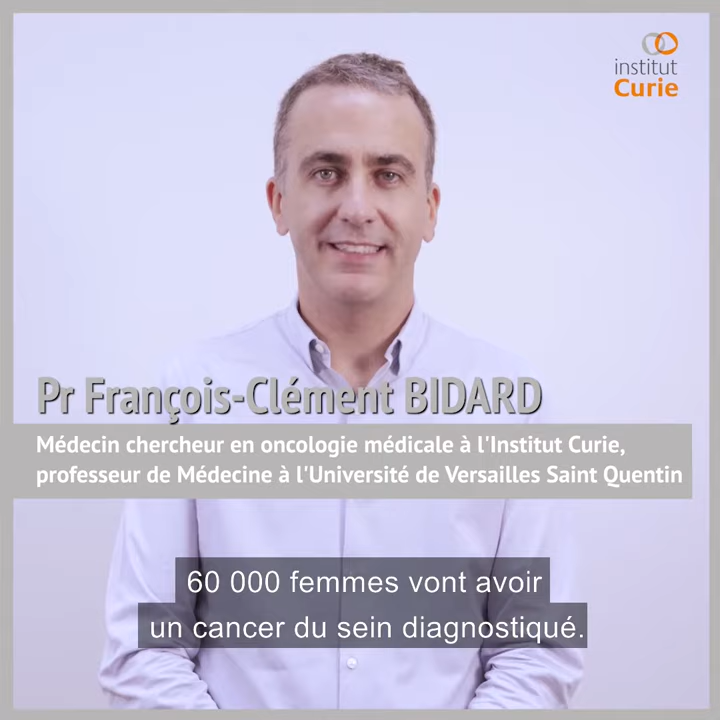 institut
Curie
Pr François-Clément BIDARD
Médecin chercheur en oncologie médicale à l'Institut Curie,
professeur de Médecine à l'Université de Versailles Saint Quentin
60 000 femmes vont avoir
un cancer du sein diagnostiqué.